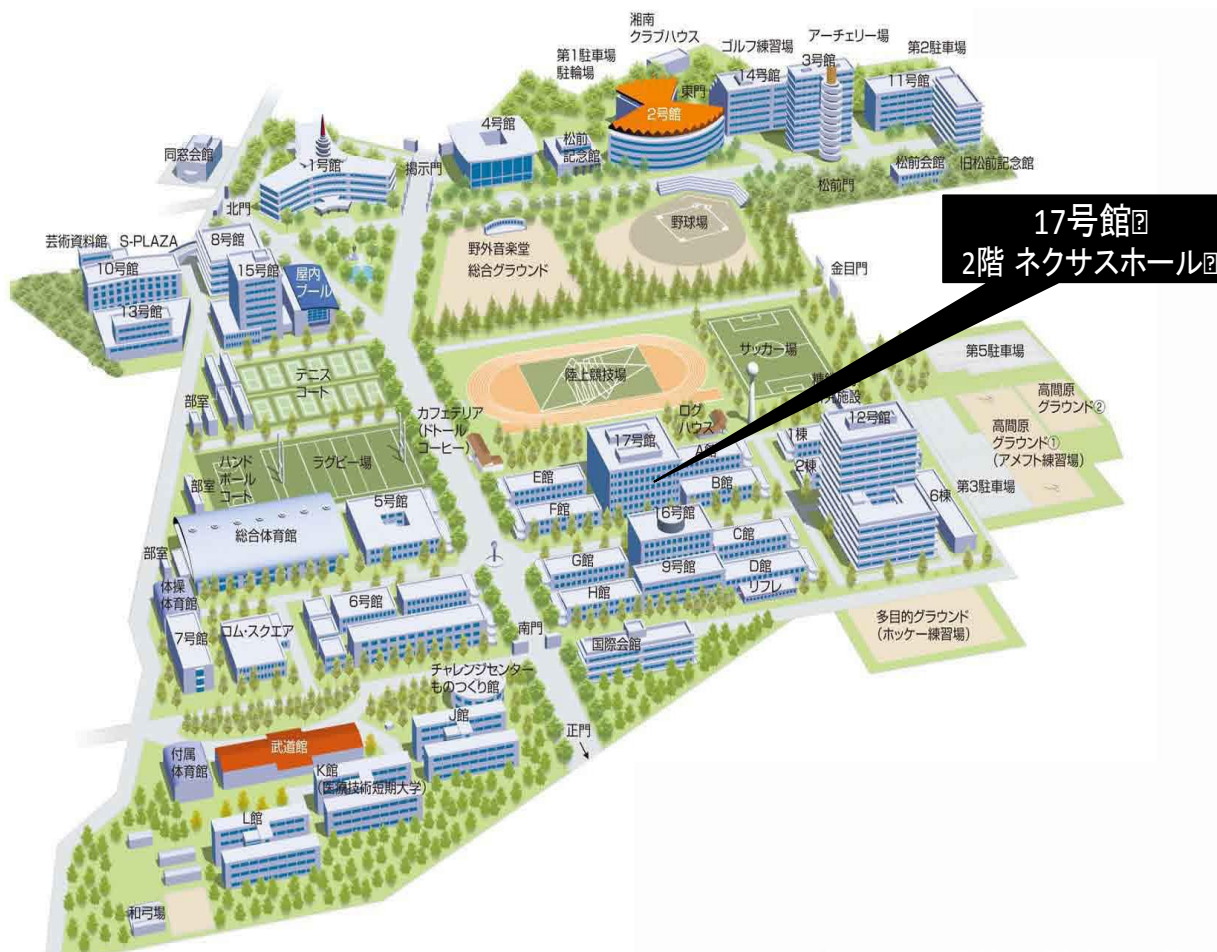 湘南
クラブハウス
ゴルフ練習場
アーチェリー場
第2駐車場
第1駐車場
駐輪場
14号館
3号館
11号館
東門
2号館
4号館
松前
記念館
同窓会館
1号館
掲示門
松前会館
旧松前記念館
松前門
北門
芸術資料館
S-PLAZA
8号館
10号館
15号館
屋内
プール
13号館
野外音楽堂
総合グラウンド
野球場
金目門
17号館
2階 ネクサスホール
サッカー場
第5駐車場
陸上競技場
高間原
グラウンド②
テニス
コート
部室
カフェテリア
(ドトール
コーヒー)
ログ
ハウス
施設
12号館
高間原
グラウンド①
(アメフト練習場)
17号館
A館
1棟
2棟
ハンド
ボール
コート
ラグビー場
E館
B館
6棟
第3駐車場
部室
5号館
F館
16号館
総合体育館
C館
部室
G館
9号館
D館
体操
体育館
H館
リフレ
6号館
7号館
コム・スクエア
南門
国際会館
多目的グラウンド
(ホッケー練習場)
チャレンジセンター
ものつくり館
J館
正門
武道館
付属
体育館
K館
(医療技術短期大学)
L館
和弓場